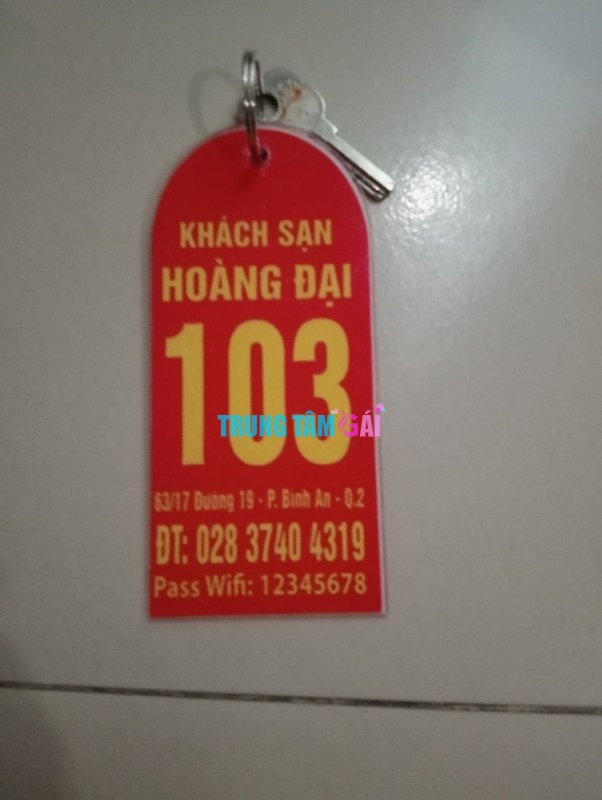 KHÁCH SẠN
HOÀNG ĐẠI
103
TRUNG TÂM GÁI
63/17 Đường 19 - P. Bình An - Q.2
ĐT: 028 3740 4319
Pass Wifi: 12345678